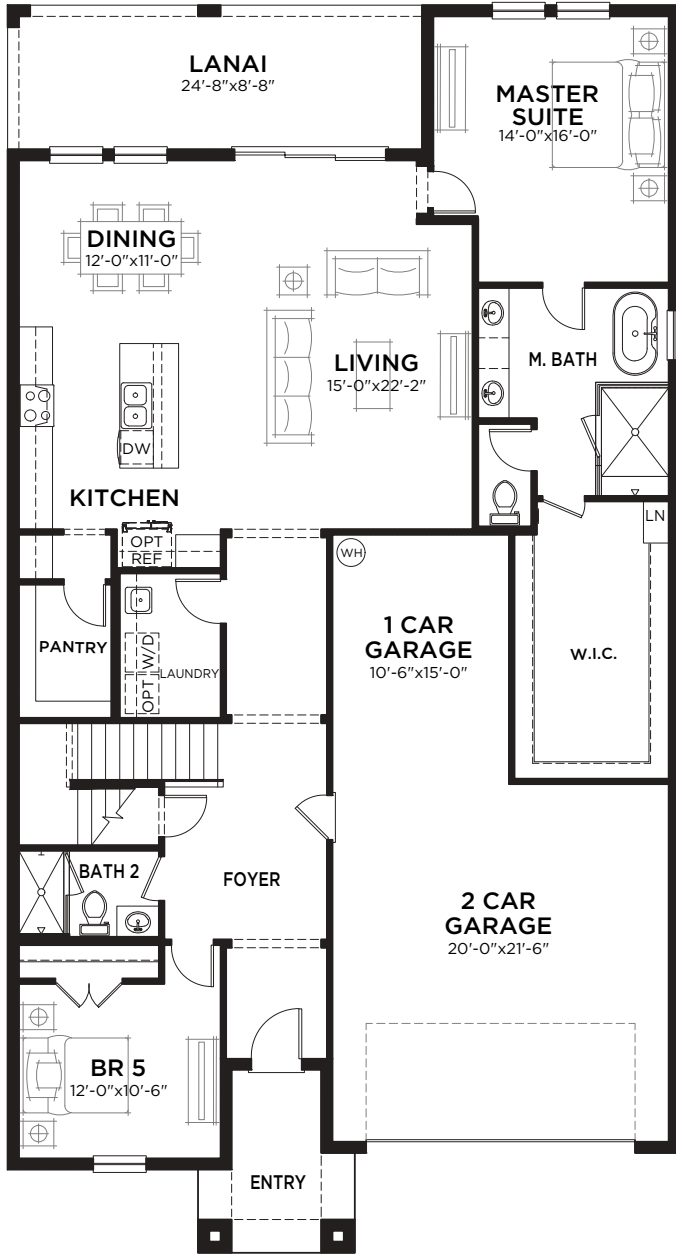 LANAI
24'-8"x8'-8"
MASTER
SUITE
14'-0"x16'-0"
DINING
12'-0"x11'-0"
LIVING
15'-0"x22'-2"
M. BATH
DW
KITCHEN
OPT
REF
WH
LN
1 CAR
GARAGE
10'-6"x15'-0"
PANTRY
OPT W/D
LAUNDRY
W.I.C.
BATH 2
FOYER
2 CAR
GARAGE
20'-0"x21'-6"
BR 5
12'-0"x10'-6"
ENTRY